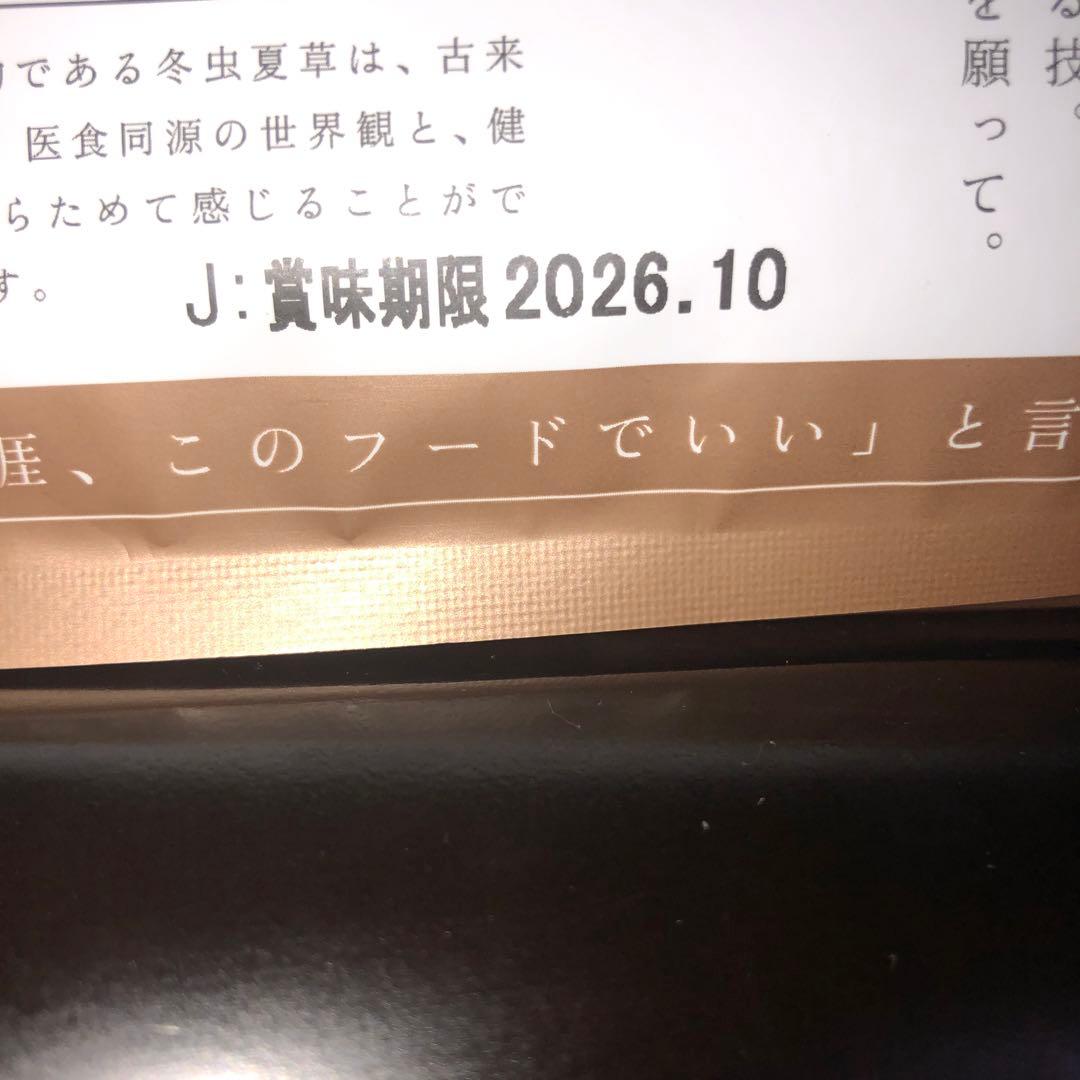 である冬虫夏草は、古来
医食同源の世界観と、健
らためて感じることがで
す。
る技。
を願って。
J:賞味期限2026.10
涯、このフードでいい」と言